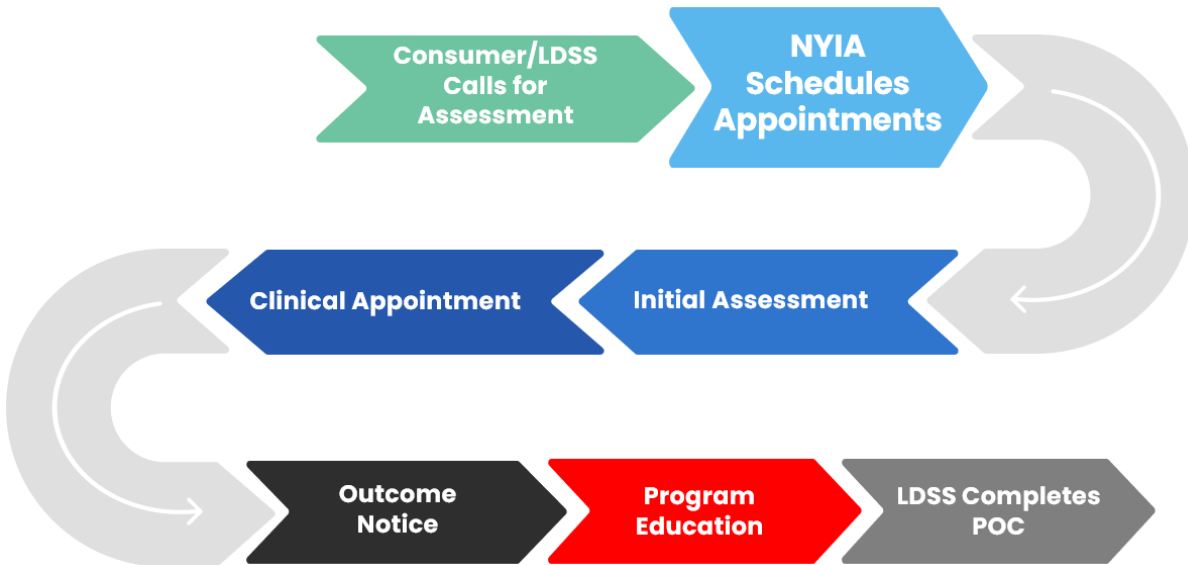 Consumer/LDSS
Calls for
Assessment
NYIA
Schedules
Appointments
Initial Assessment
Clinical Appointment
Outcome
Notice
Program
Education
LDSS Completes
POC